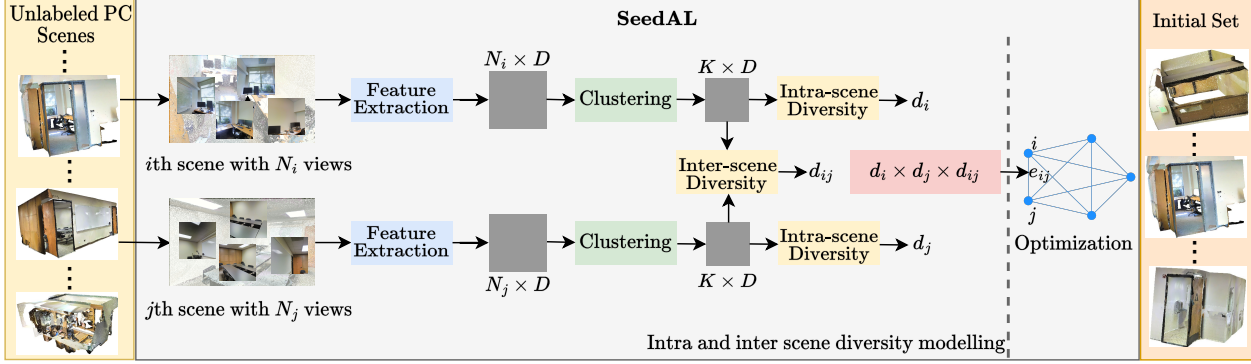 Unlabeled PC
Scenes
SeedAL
Initial Set
N_i × D
K × D
Feature
Extraction
Clustering
Intra-scene
Diversity
d_i
ith scene with N_i views
Inter-scene
Diversity
d_ij
d_i × d_j × d_ij
i
e_ij
j
Optimization
Feature
Extraction
Clustering
Intra-scene
Diversity
d_j
N_j × D
K × D
jth scene with N_j views
Intra and inter scene diversity modelling